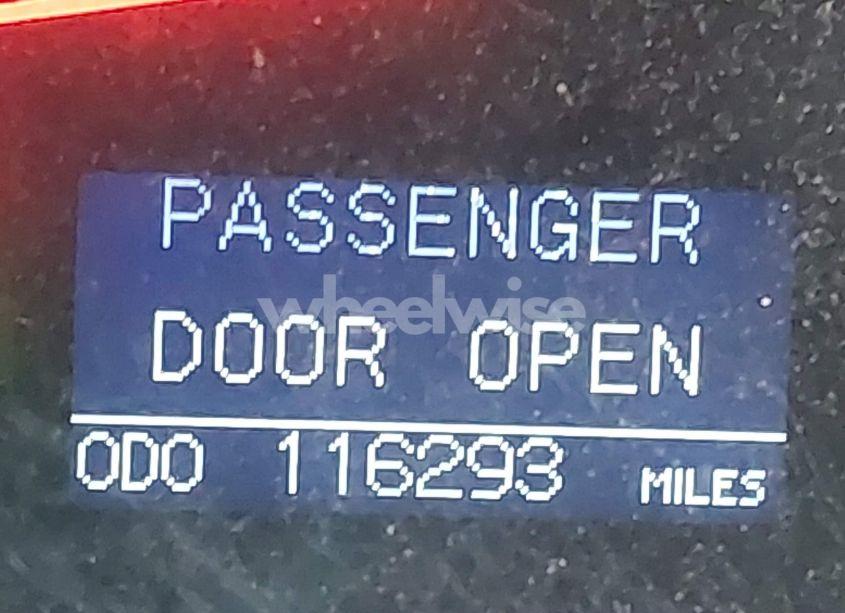 PASSENGER
wheelwise
DOOR OPEN
ODO 116293 MILES